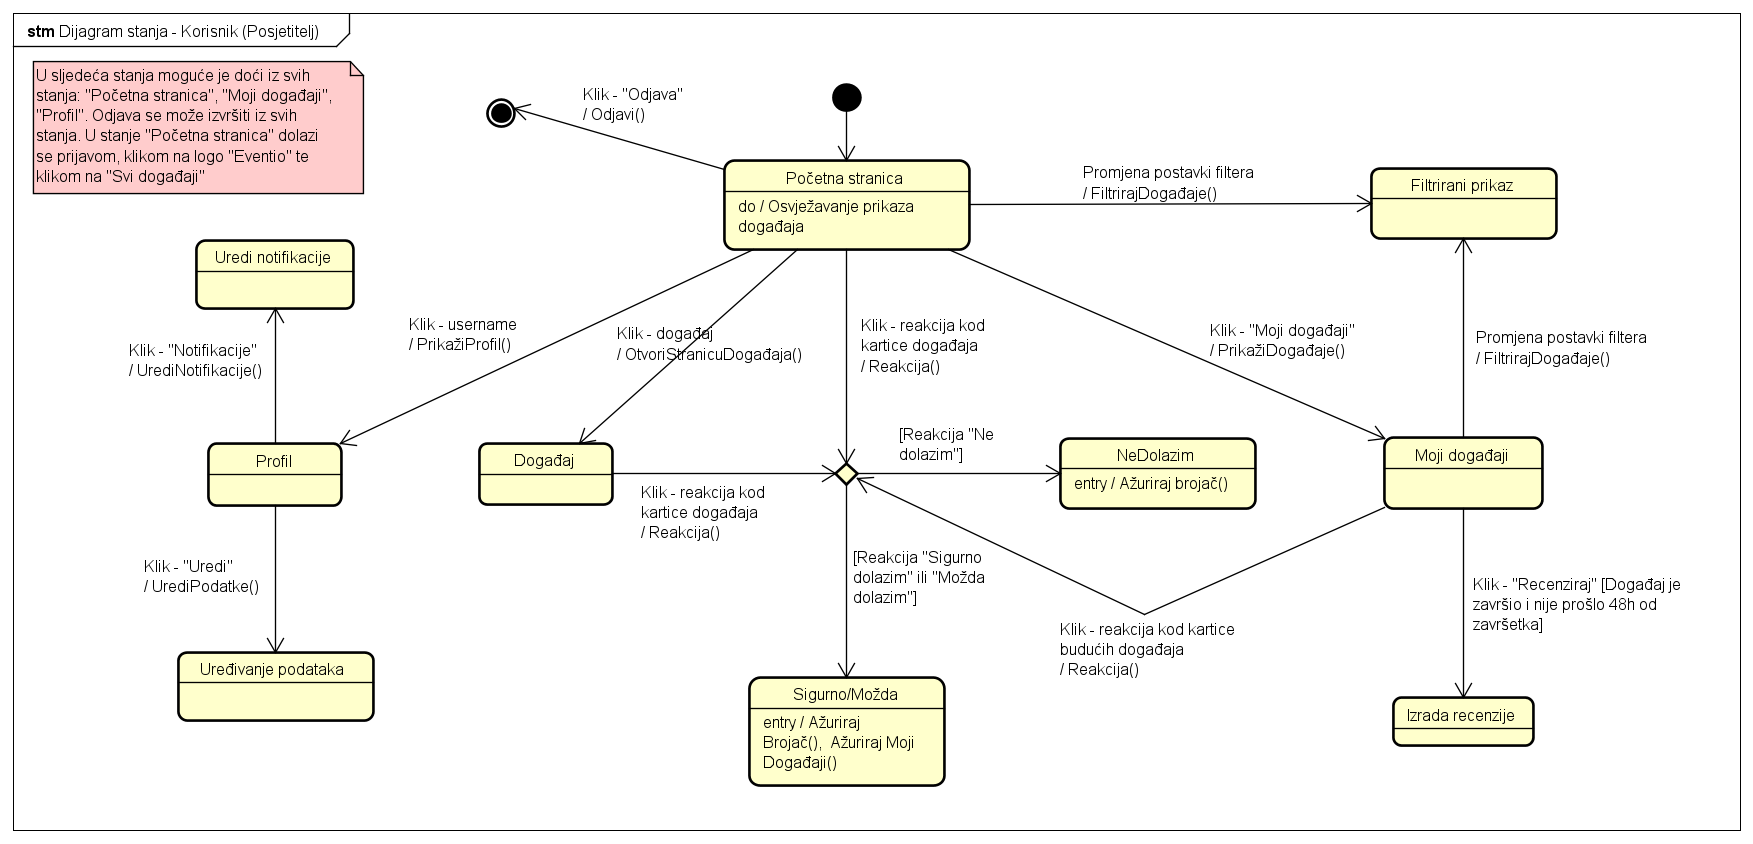 stm Dijagram stanja - Korisnik (Posjetitelj)
U sljedeća stanja moguće je doći iz svih
stanja: "Početna stranica", "Moji događaji",
"Profil". Odjava se može izvršiti iz svih
stanja. U stanje "Početna stranica" dolazi
se prijavom, klikom na logo "Eventio" te
klikom na "Svi događaji"
Klik - "Odjava"
/ Odjavi()
Početna stranica
do / Osvježavanje prikaza
događaja
Promjena postavki filtera
/ FiltrirajDogađaje()
Filtrirani prikaz
Uredi notifikacije
Klik - "Notifikacije"
/ UrediNotifikacije()
Klik - username
/ PrikažiProfil()
Klik - događaj
/ OtvoriStranicuDogađaja()
Klik - reakcija kod
kartice događaja
/ Reakcija()
Klik - "Moji događaji"
/ PrikažiDogađaje()
Promjena postavki filtera
/ FiltrirajDogađaje()
Profil
Događaj
Klik - reakcija kod
kartice događaja
/ Reakcija()
[Reakcija "Ne
dolazim"]
NeDolazim
entry / Ažuriraj brojač()
Moji događaji
Klik - "Uredi"
/ UrediPodatke()
[Reakcija "Sigurno
dolazim" ili "Možda
dolazim"]
Klik - reakcija kod kartice
budućih događaja
/ Reakcija()
Klik - "Recenziraj" [Događaj je
završio i nije prošlo 48h od
završetka]
Uređivanje podataka
Sigurno/Možda
entry / Ažuriraj
Brojač(),  Ažuriraj Moji
Događaji()
Izrada recenzije